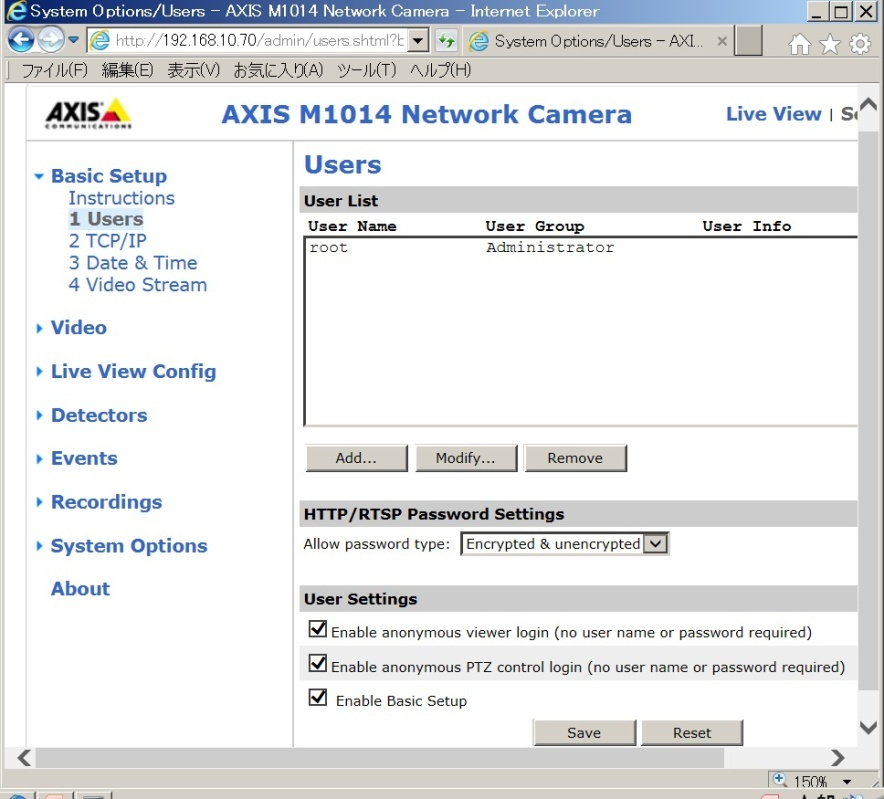 System Options/Users - AXIS M1014 Network Camera - Internet Explorer
http://192.168.10.70/admin/users.shtml?b
System Options/Users - AXI...
ファイル(F) 編集(E) 表示(V) お気に入り(A) ツール(T) ヘルプ(H)
AXIS
COMMUNICATIONS
AXIS M1014 Network Camera
Live View |
Basic Setup
Instructions
1 Users
2 TCP/IP
3 Date & Time
4 Video Stream
Video
Live View Config
Detectors
Events
Recordings
System Options
About
Users
User List
User Name User Group User Info
root Administrator
Add... Modify... Remove
HTTP/RTSP Password Settings
Allow password type: Encrypted & unencrypted
User Settings
Enable anonymous viewer login (no user name or password required)
Enable anonymous PTZ control login (no user name or password required)
Enable Basic Setup
Save Reset
150%